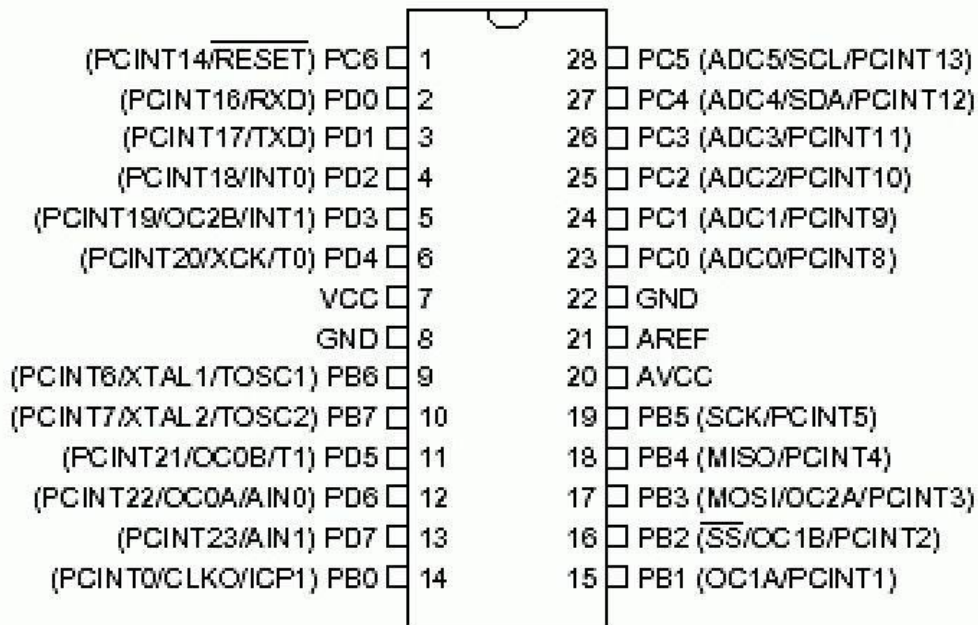 (PCINT14/RESET) PC6 1 28 PC5 (ADC5/SCL/PCINT13)
(PCINT16/RXD) PD0 2 27 PC4 (ADC4/SDA/PCINT12)
(PCINT17/TXD) PD1 3 26 PC3 (ADC3/PCINT11)
(PCINT18/INT0) PD2 4 25 PC2 (ADC2/PCINT10)
(PCINT19/OC2B/INT1) PD3 5 24 PC1 (ADC1/PCINT9)
(PCINT20/XCK/T0) PD4 6 23 PC0 (ADC0/PCINT8)
VCC 7 22 GND
GND 8 21 AREF
(PCINT6/XTAL1/TOSC1) PB6 9 20 AVCC
(PCINT7/XTAL2/TOSC2) PB7 10 19 PB5 (SCK/PCINT5)
(PCINT21/OC0B/T1) PD5 11 18 PB4 (MISO/PCINT4)
(PCINT22/OC0A/AIN0) PD6 12 17 PB3 (MOSI/OC2A/PCINT3)
(PCINT23/AIN1) PD7 13 16 PB2 (SS/OC1B/PCINT2)
(PCINT0/CLKO/ICP1) PB0 14 15 PB1 (OC1A/PCINT1)